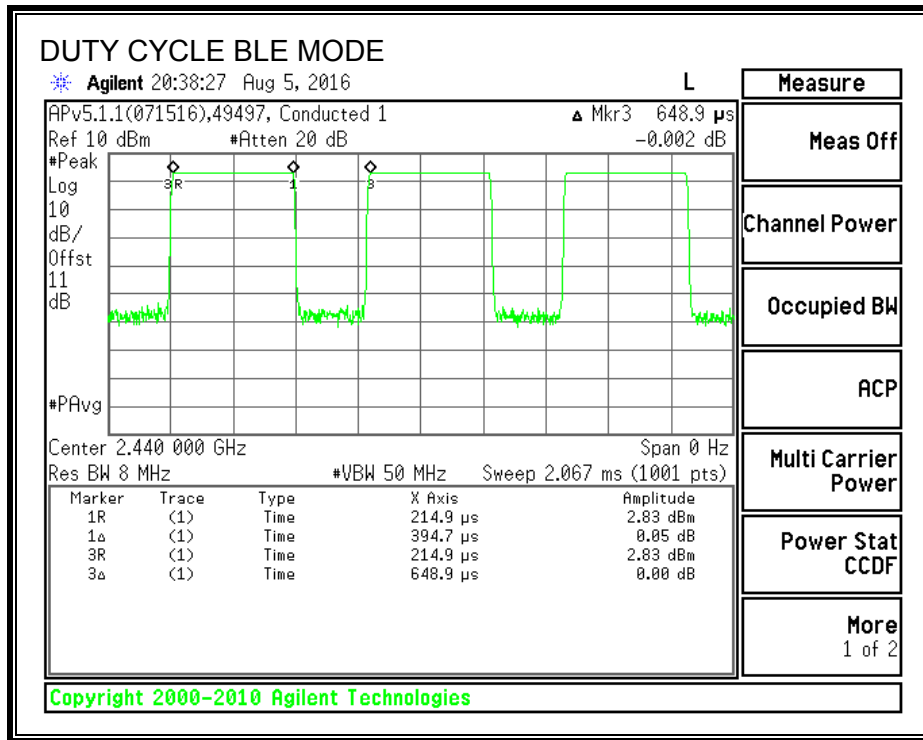 DUTY CYCLE BLE MODE
Agilent 20:38:27 Aug 5, 2016 L
APv5.1.1(071516),49497, Conducted 1 Δ Mkr3 648.9 µs
Ref 10 dBm #Atten 20 dB -0.002 dB
#Peak
Log
10
dB/
Offst
11
dB
3R 1 3
#PAvg
Center 2.440 000 GHz Span 0 Hz
Res BW 8 MHz #VBW 50 MHz Sweep 2.067 ms (1001 pts)
Marker Trace Type X Axis Amplitude
1R (1) Time 214.9 µs 2.83 dBm
1Δ (1) Time 394.7 µs 0.05 dB
3R (1) Time 214.9 µs 2.83 dBm
3Δ (1) Time 648.9 µs 0.00 dB
Measure
Meas Off
Channel Power
Occupied BW
ACP
Multi Carrier
Power
Power Stat
CCDF
More
1 of 2
Copyright 2000-2010 Agilent Technologies